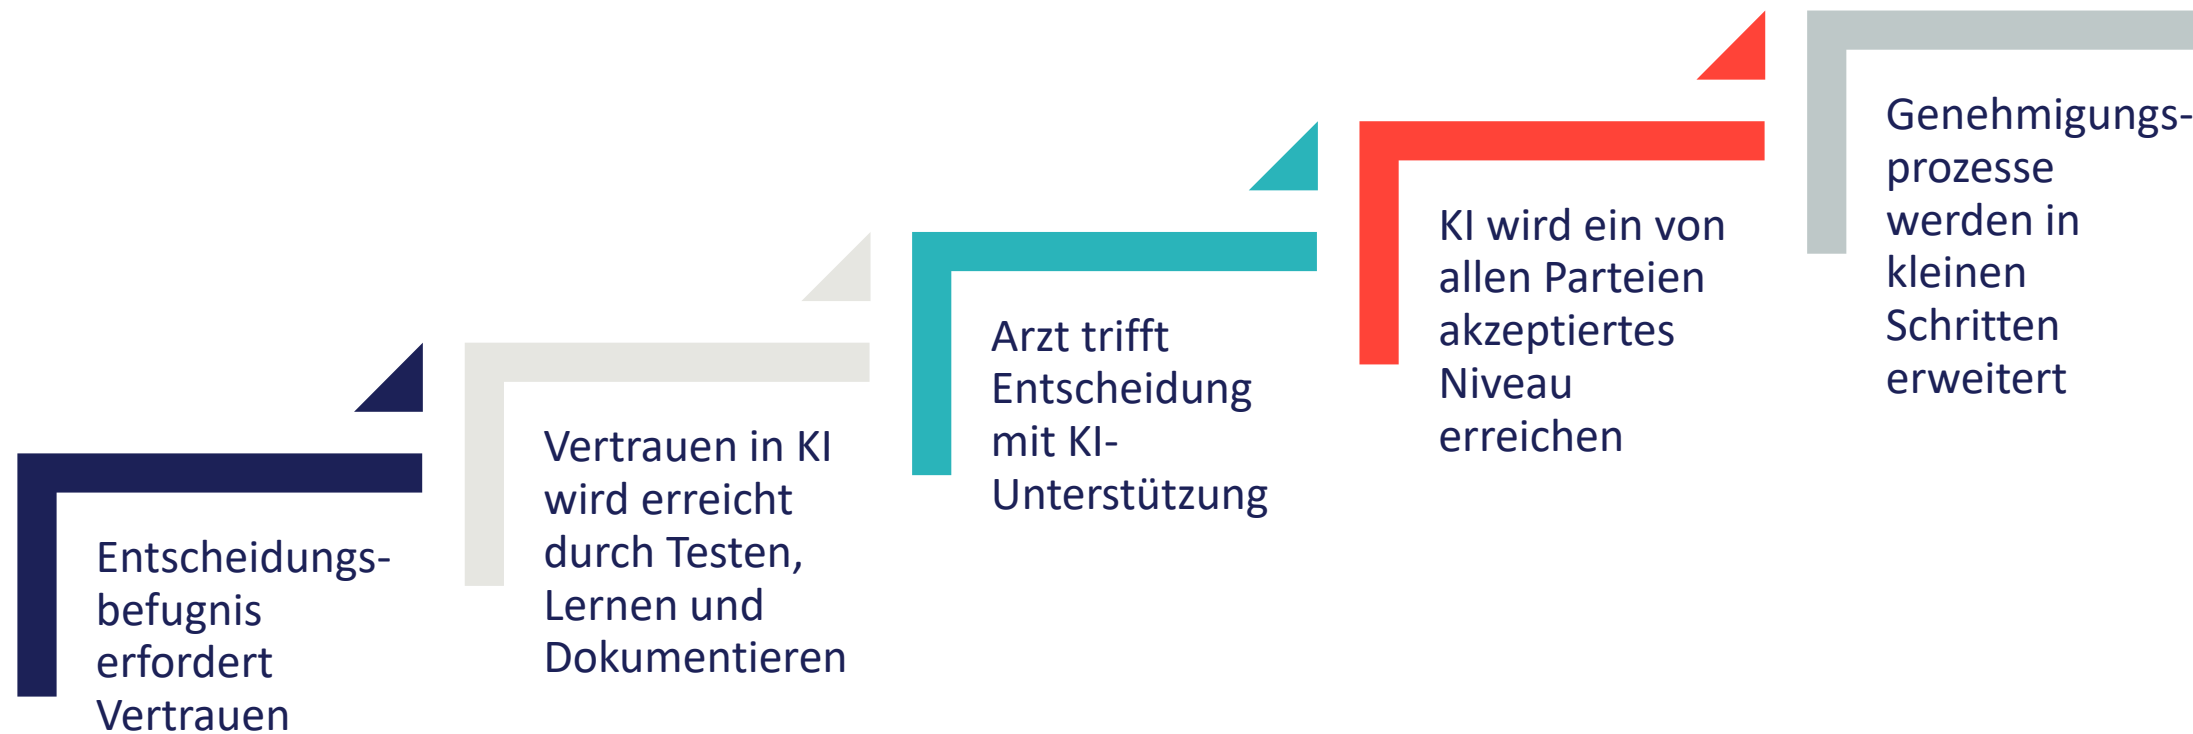 Entscheidungs-
befugnis
erfordert
Vertrauen
Vertrauen in KI
wird erreicht
durch Testen,
Lernen und
Dokumentieren
Arzt trifft
Entscheidung
mit KI-
Unterstützung
KI wird ein von
allen Parteien
akzeptiertes
Niveau
erreichen
Genehmigungs-
prozesse
werden in
kleinen
Schritten
erweitert